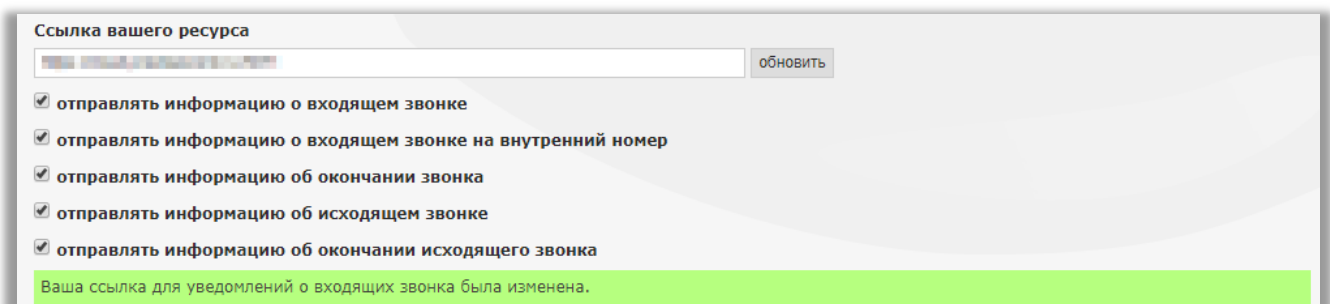 Ссылка вашего ресурса
обновить
отправлять информацию о входящем звонке
отправлять информацию о входящем звонке на внутренний номер
отправлять информацию об окончании звонка
отправлять информацию об исходящем звонке
отправлять информацию об окончании исходящего звонка
Ваша ссылка для уведомлений о входящих звонка была изменена.